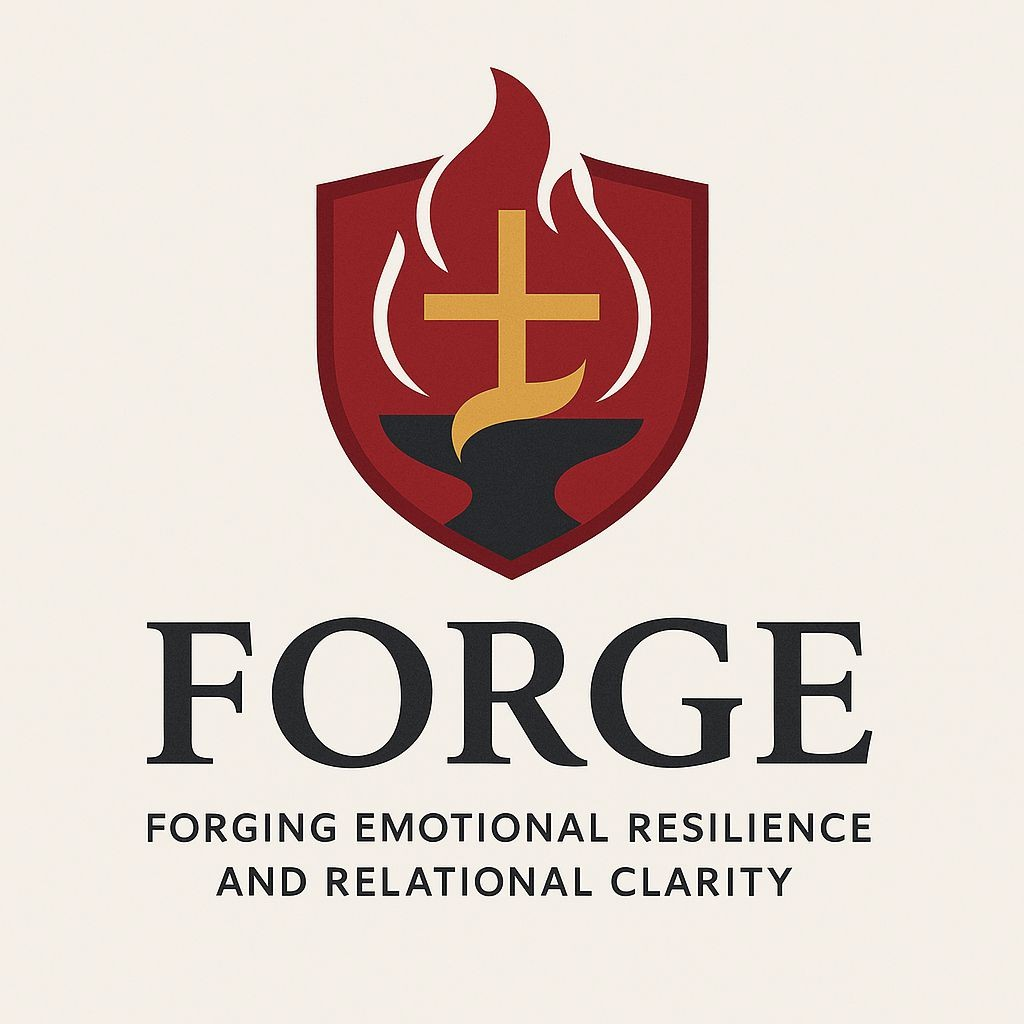 FORGE
FORGING EMOTIONAL RESILIENCE
AND RELATIONAL CLARITY